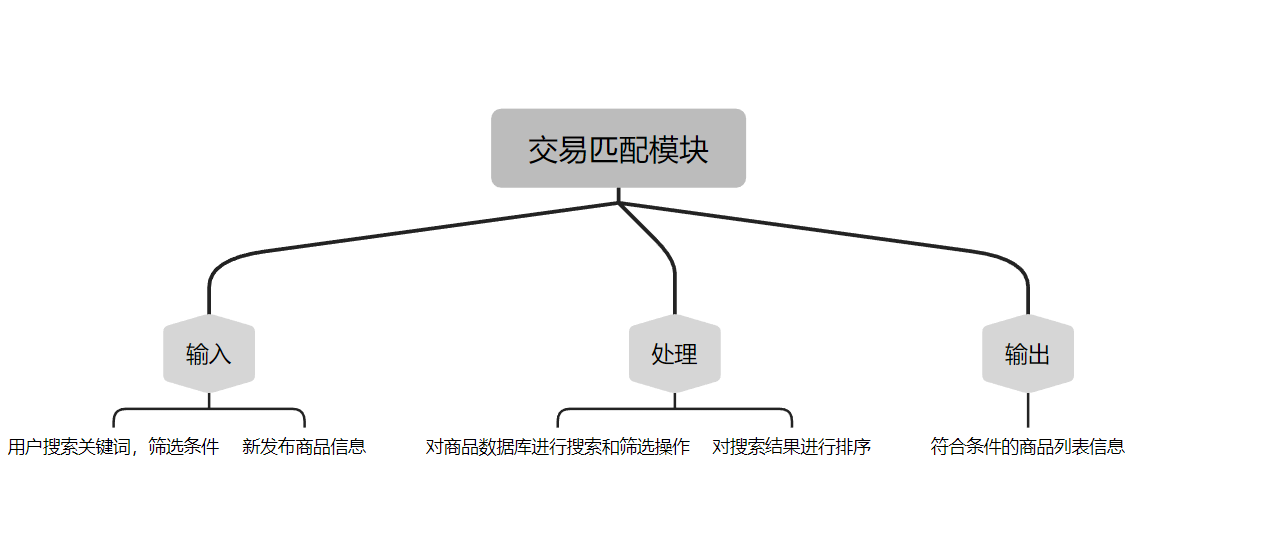 交易匹配模块
输入
处理
输出
用户搜索关键词，筛选条件
新发布商品信息
对商品数据库进行搜索和筛选操作
对搜索结果进行排序
符合条件的商品列表信息